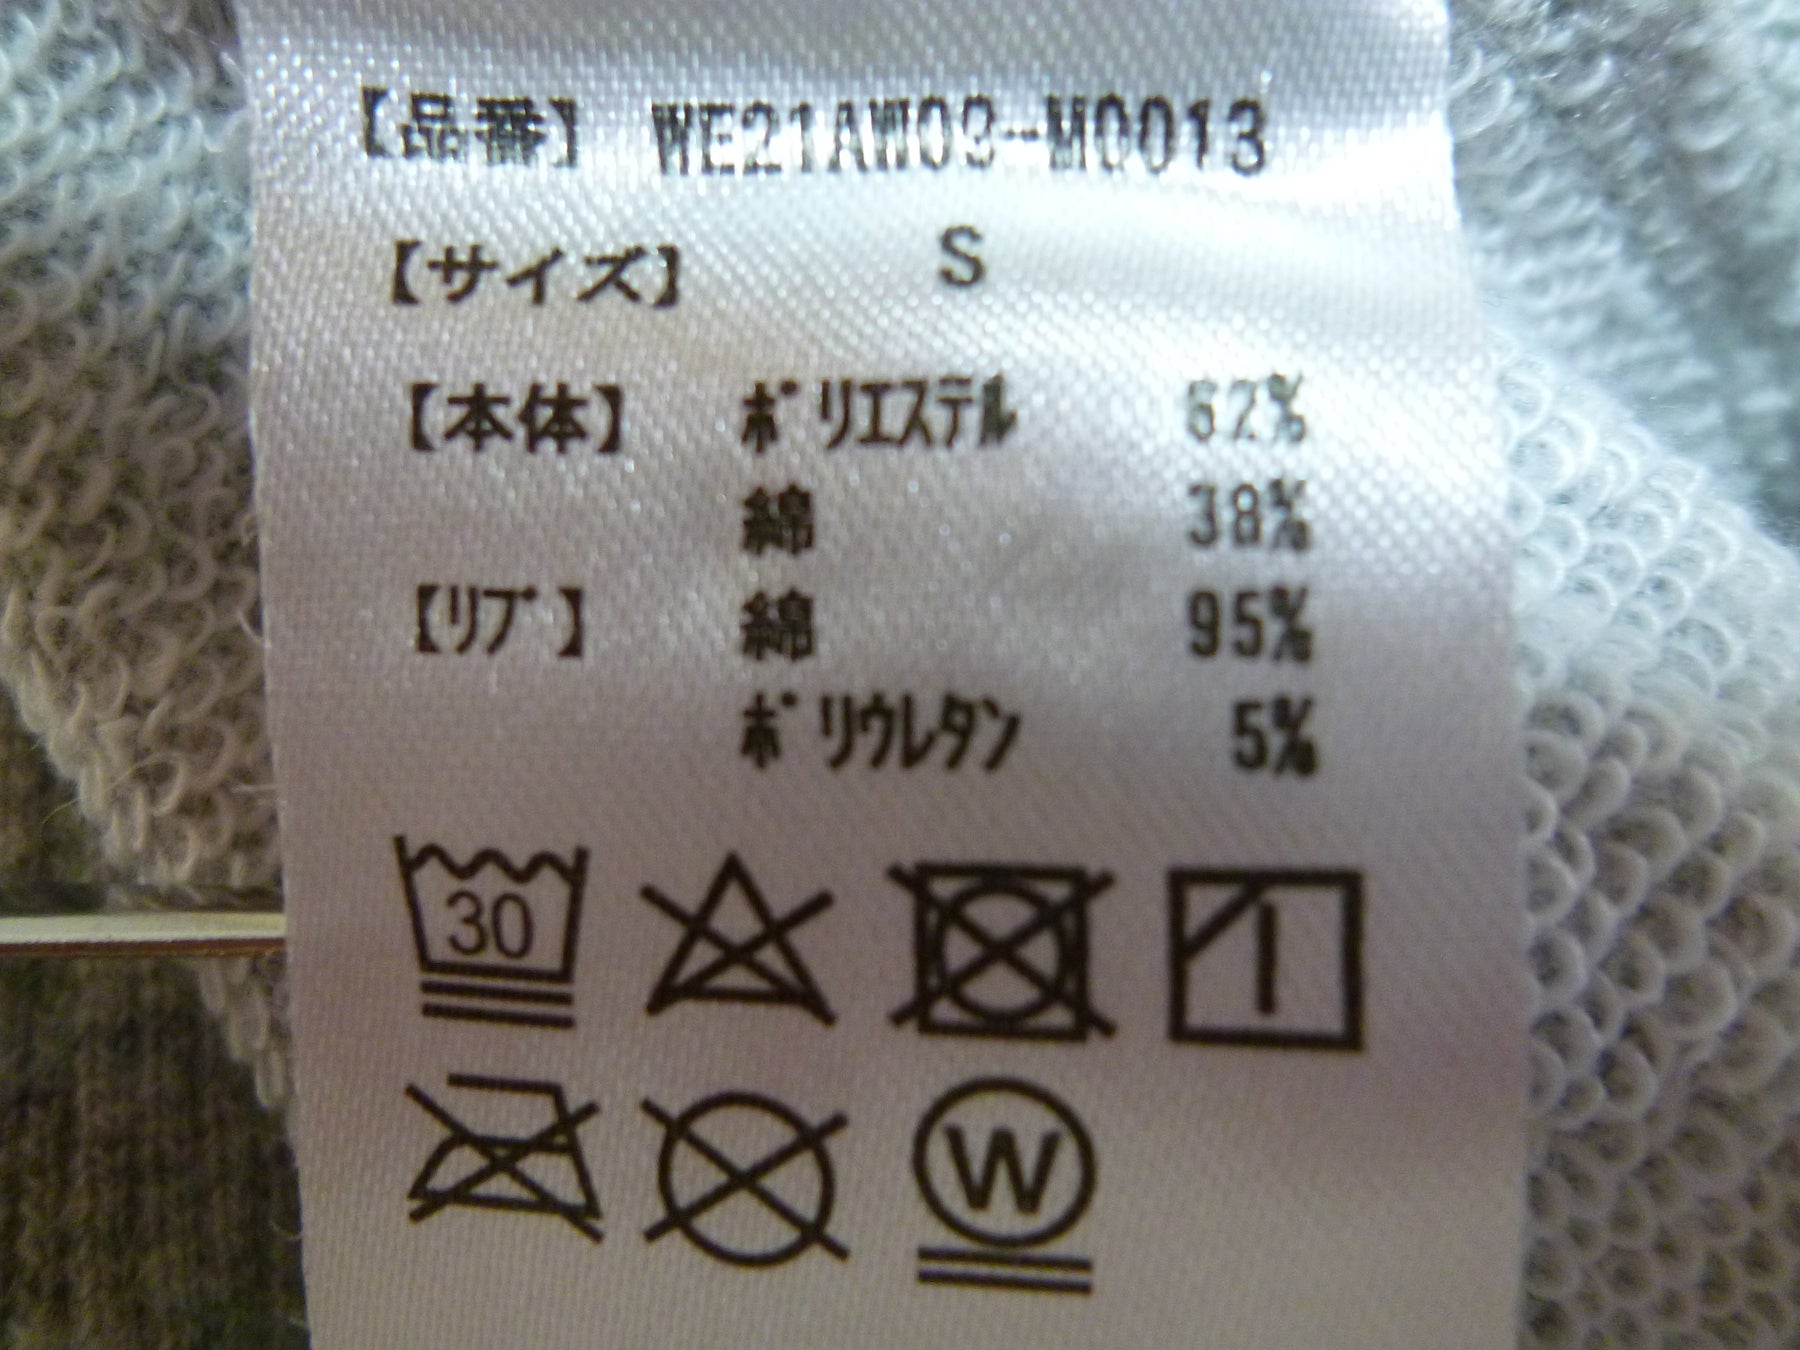 【品番】 WE21AW03-M0013
【サイズ】 S
【本体】 ポリエステル 62%
綿 38%
【リブ】 綿 95%
ポリウレタン 5%
30
W